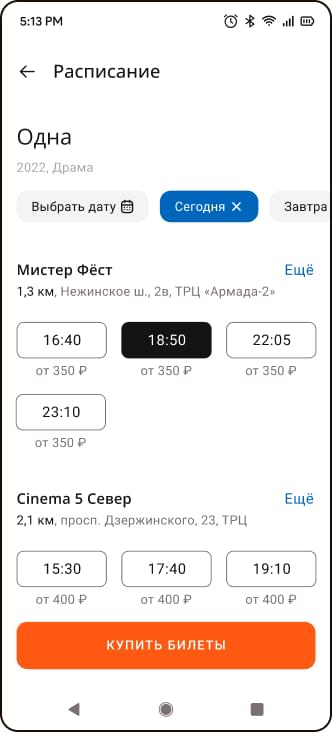 5:13 PM
Расписание
Одна
2022, Драма
Выбрать дату
Сегодня ✕
Завтра
Мистер Фёст
Ещё
1,3 км, Нежинское ш., 2в, ТРЦ «Армада-2»
16:40
18:50
22:05
от 350 ₽
от 350 ₽
от 350 ₽
23:10
от 350 ₽
Cinema 5 Север
Ещё
2,1 км, просп. Дзержинского, 23, ТРЦ
15:30
17:40
19:10
от 400 ₽
от 400 ₽
от 400 ₽
КУПИТЬ БИЛЕТЫ